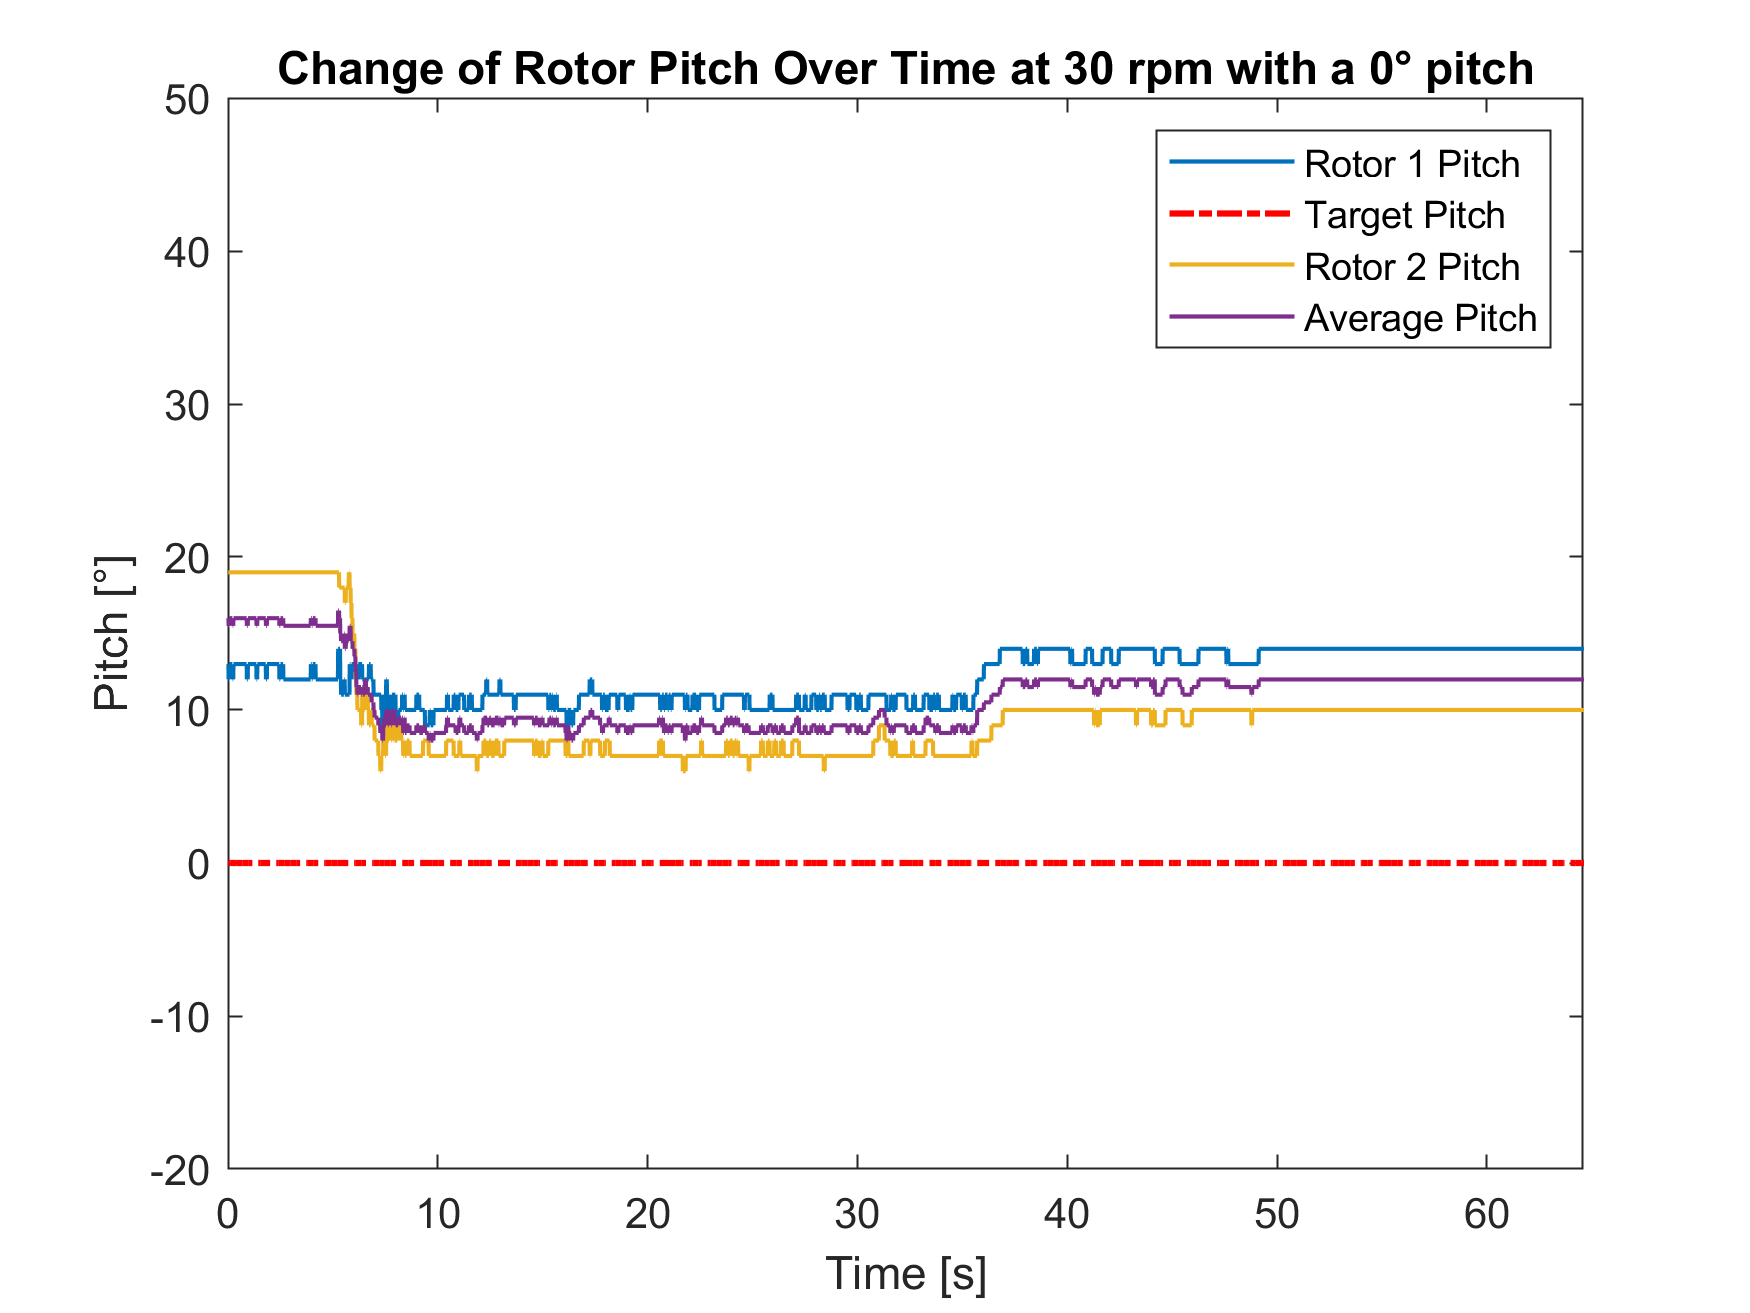 Change of Rotor Pitch Over Time at 30 rpm with a 0° pitch
50
40
30
20
10
0
-10
-20
Pitch [°]
Rotor 1 Pitch
Target Pitch
Rotor 2 Pitch
Average Pitch
0 10 20 30 40 50 60
Time [s]